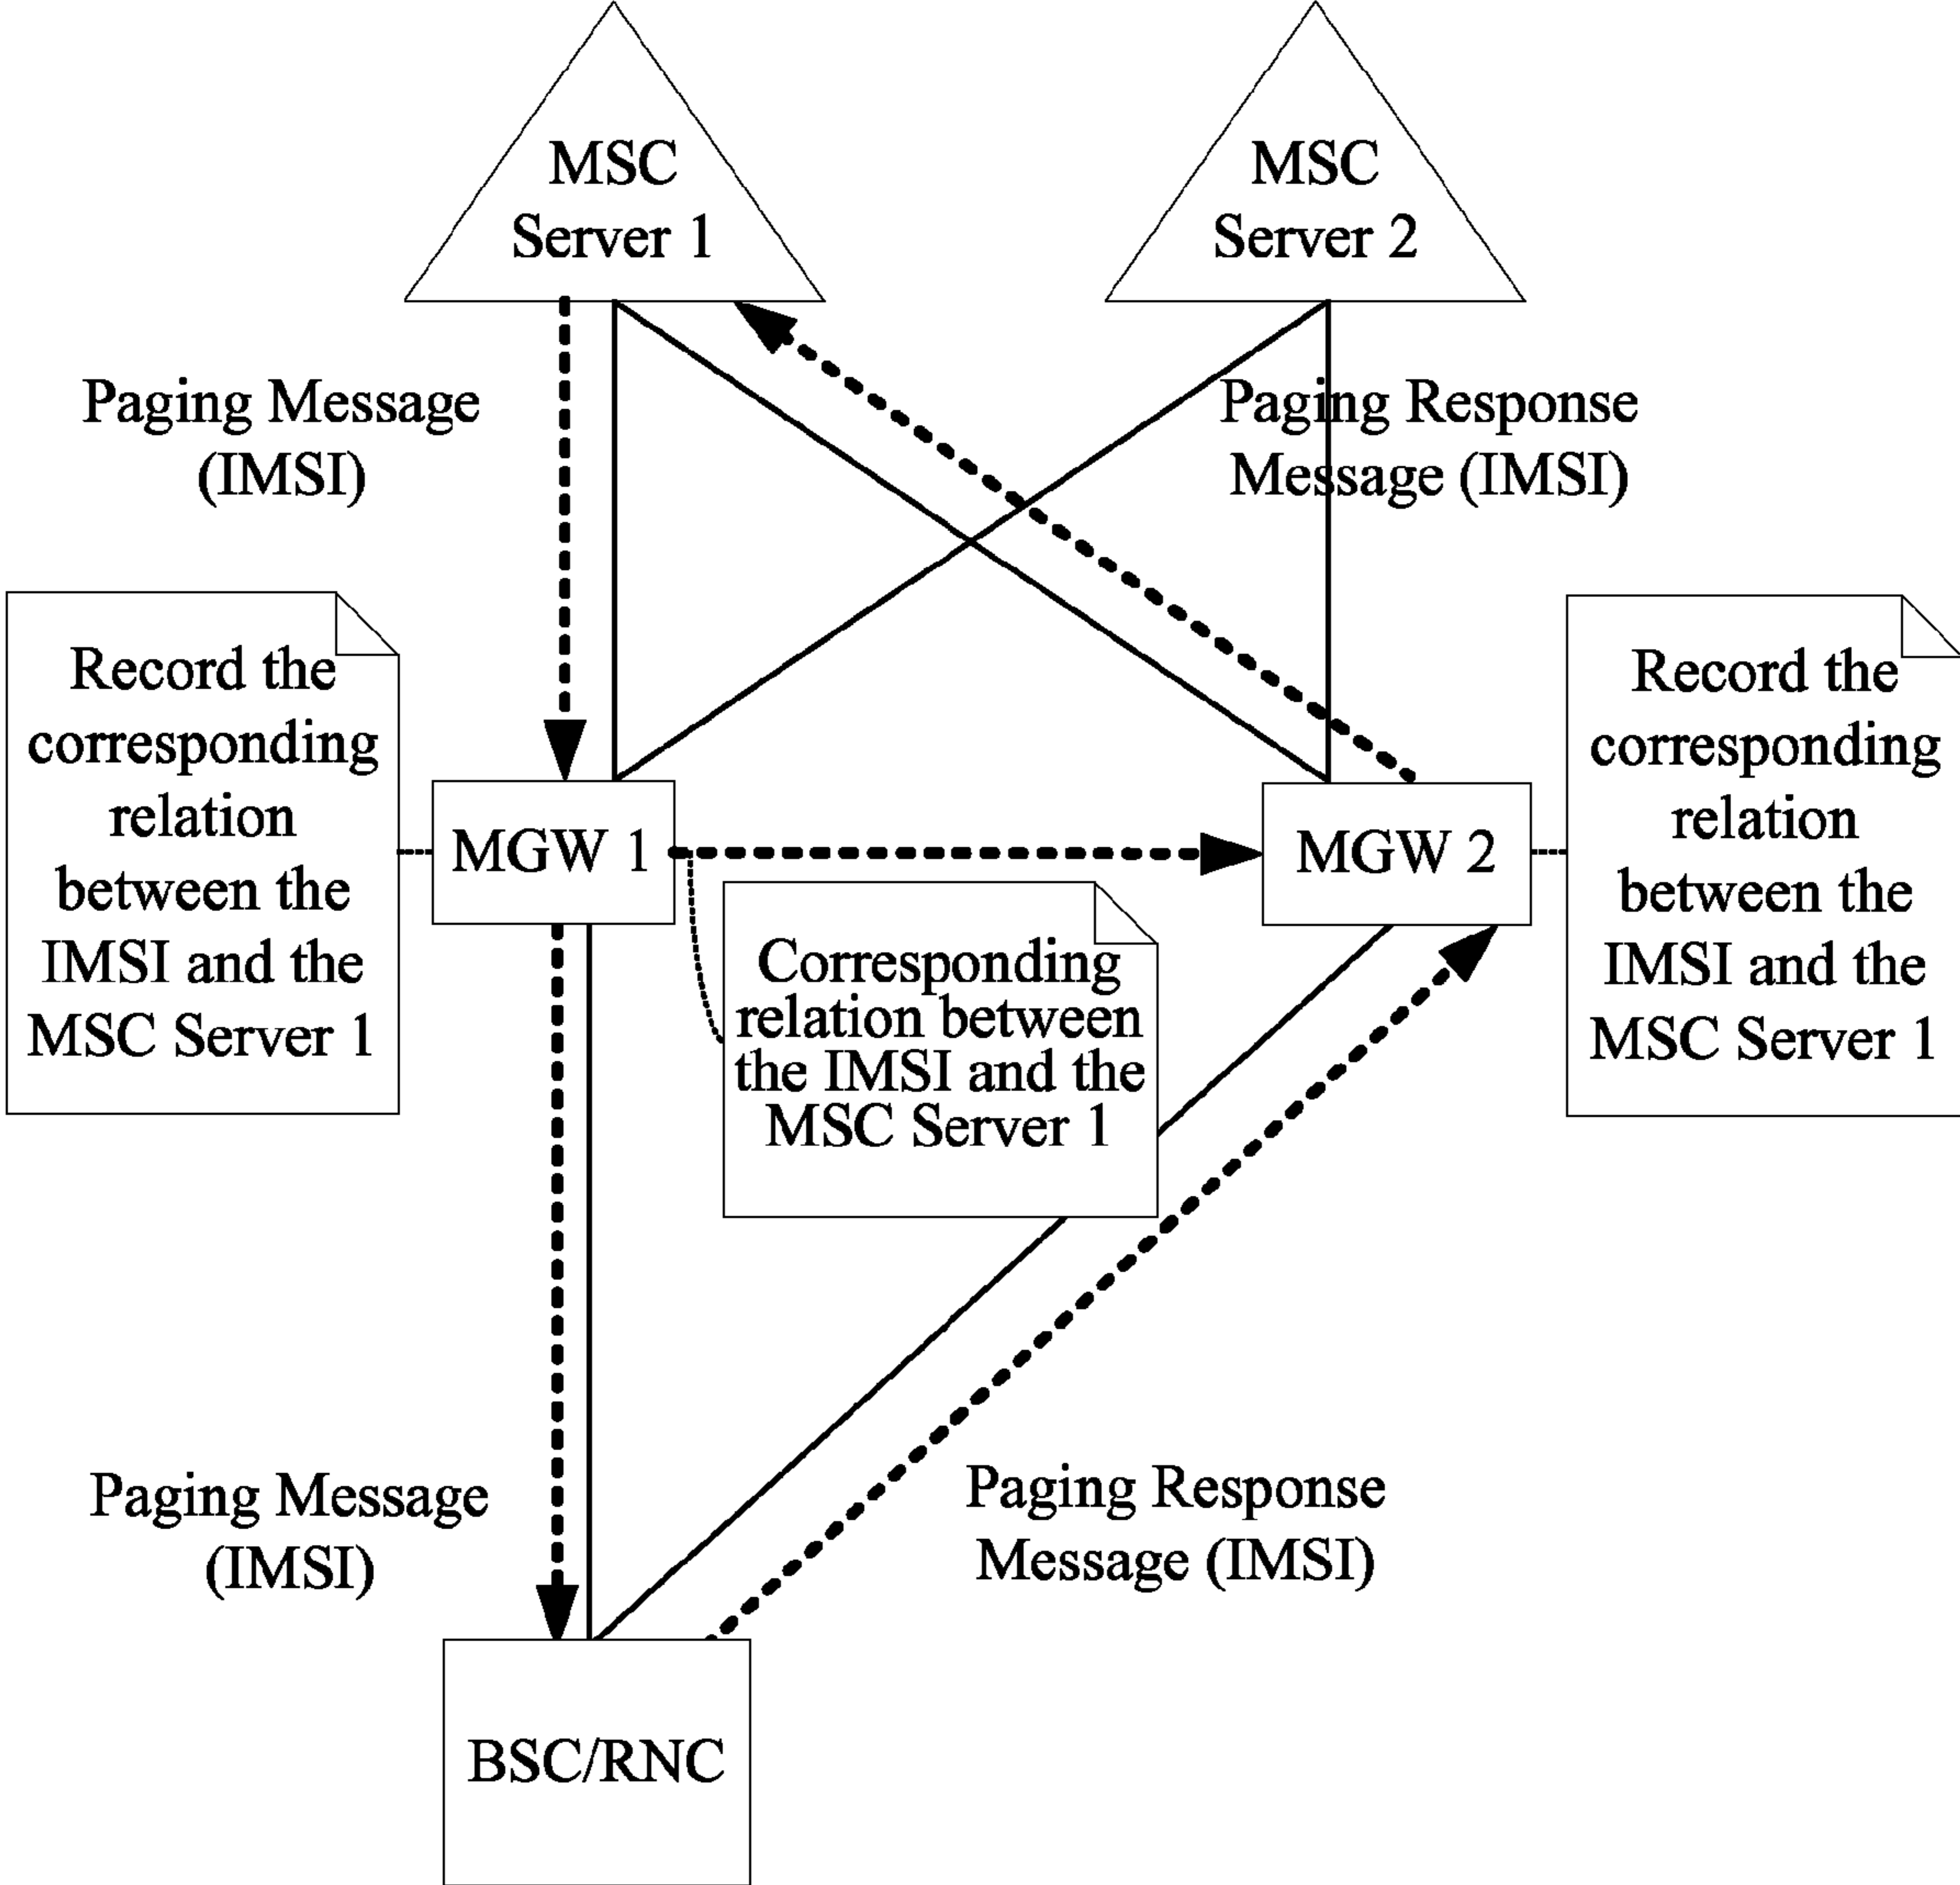 MSC
Server 1
MSC
Server 2
Paging Message
(IMSI)
Paging Response
Message (IMSI)
Record the
corresponding
relation
between the
IMSI and the
MSC Server 1
MGW 1
MGW 2
Record the
corresponding
relation
between the
IMSI and the
MSC Server 1
Corresponding
relation between
the IMSI and the
MSC Server 1
Paging Message
(IMSI)
Paging Response
Message (IMSI)
BSC/RNC